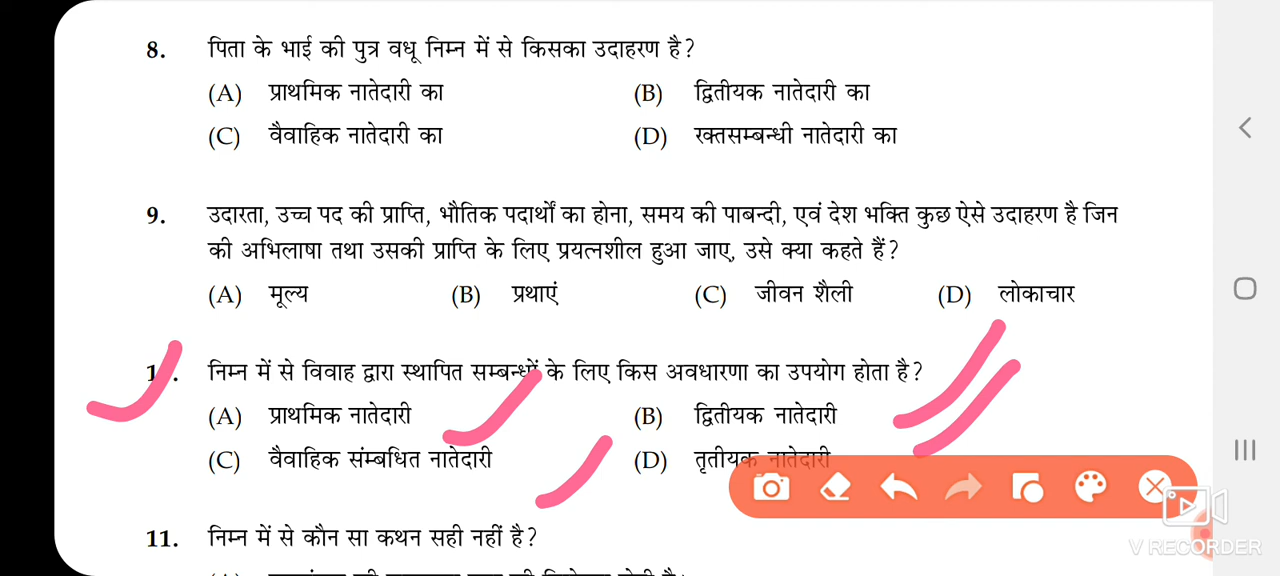 8. पिता के भाई की पुत्र वधू निम्न में से किसका उदाहरण है?
(A) प्राथमिक नातेदारी का (B) द्वितीयक नातेदारी का
(C) वैवाहिक नातेदारी का (D) रक्तसम्बन्धी नातेदारी का
9. उदारता, उच्च पद की प्राप्ति, भौतिक पदार्थों का होना, समय की पाबन्दी, एवं देश भक्ति कुछ ऐसे उदाहरण है जिन
की अभिलाषा तथा उसकी प्राप्ति के लिए प्रयत्नशील हुआ जाए, उसे क्या कहते हैं?
(A) मूल्य (B) प्रथाएं (C) जीवन शैली (D) लोकाचार
निम्न में से विवाह द्वारा स्थापित सम्बन्धों के लिए किस अवधारणा का उपयोग होता है?
(A) प्राथमिक नातेदारी (B) द्वितीयक नातेदारी
(C) वैवाहिक संम्बधित नातेदारी (D) तृतीयक नातेदारी
11. निम्न में से कौन सा कथन सही नहीं है?
V RECORDER